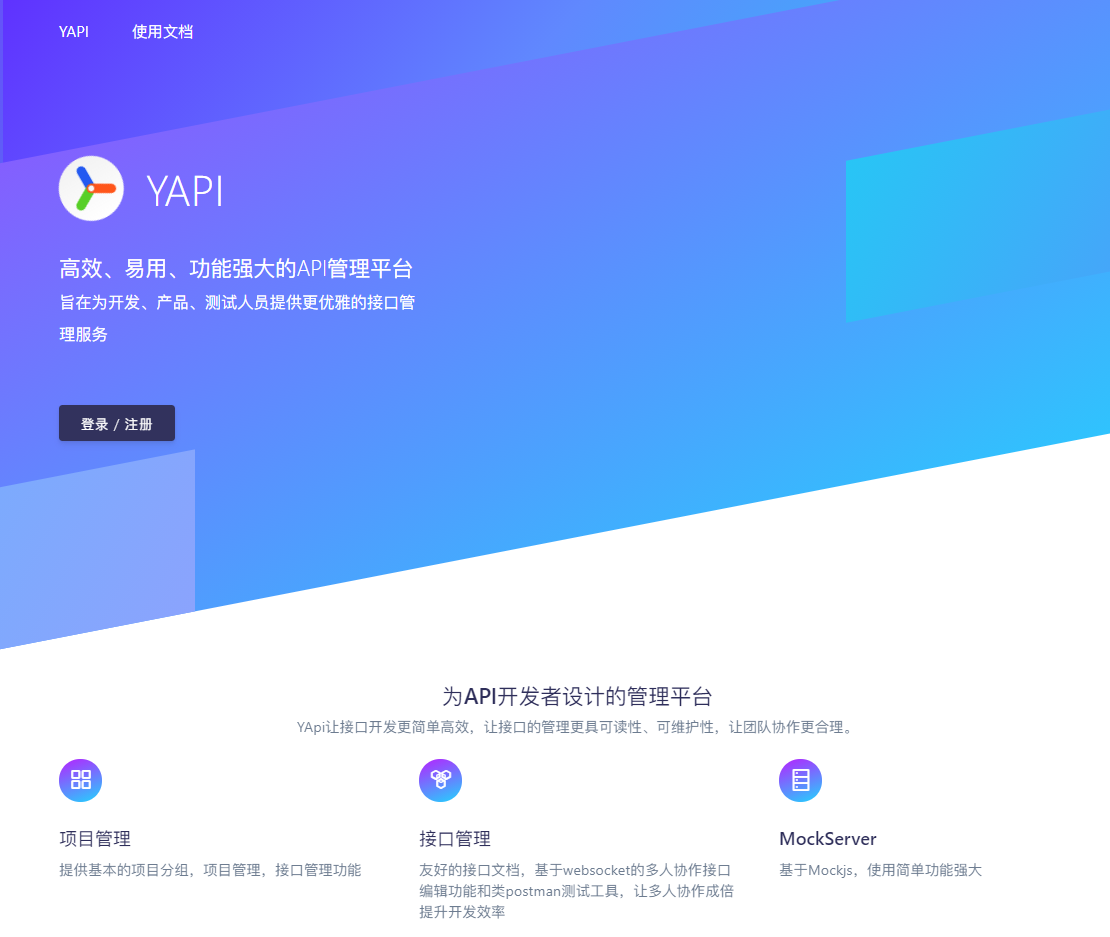 YAPI 使用文档
YAPI
高效、易用、功能强大的API管理平台
旨在为开发、产品、测试人员提供更优雅的接口管
理服务
登录 / 注册
为API开发者设计的管理平台
YApi让接口开发更简单高效，让接口的管理更具可读性、可维护性，让团队协作更合理。
项目管理
提供基本的项目分组，项目管理，接口管理功能
接口管理
友好的接口文档，基于websocket的多人协作接口
编辑功能和类postman测试工具，让多人协作成倍
提升开发效率
MockServer
基于Mockjs，使用简单功能强大